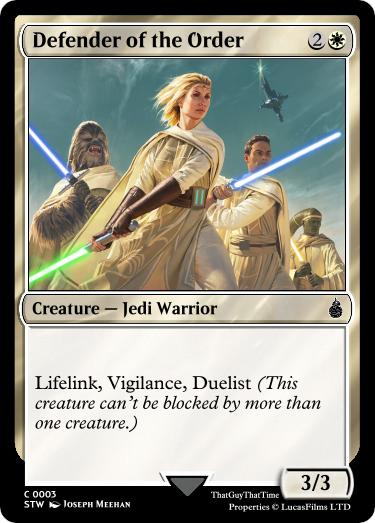 Defender of the Order 2
Creature — Jedi Warrior
Lifelink, Vigilance, Duelist (This
creature can't be blocked by more than
one creature.)
3/3
C 0003
STW Joseph Meehan
ThatGuyThatTime
Properties © LucasFilms LTD